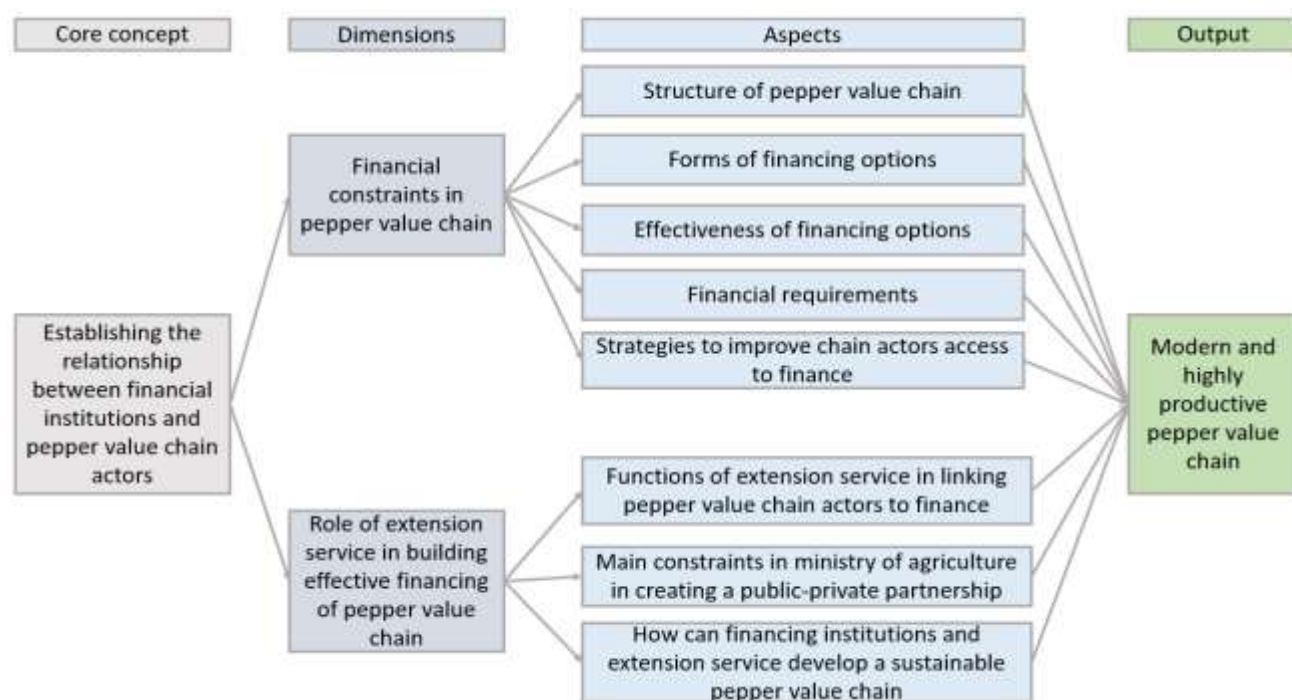 Core concept
Dimensions
Aspects
Output
Structure of pepper value chain
Financial
constraints in
pepper value chain
Forms of financing options
Effectiveness of financing options
Financial requirements
Strategies to improve chain actors access
to finance
Establishing the
relationship
between financial
institutions and
pepper value chain
actors
Modern and
highly
productive
pepper value
chain
Role of extension
service in building
effective financing
of pepper value
chain
Functions of extension service in linking
pepper value chain actors to finance
Main constraints in ministry of agriculture
in creating a public-private partnership
How can financing institutions and
extension service develop a sustainable
pepper value chain